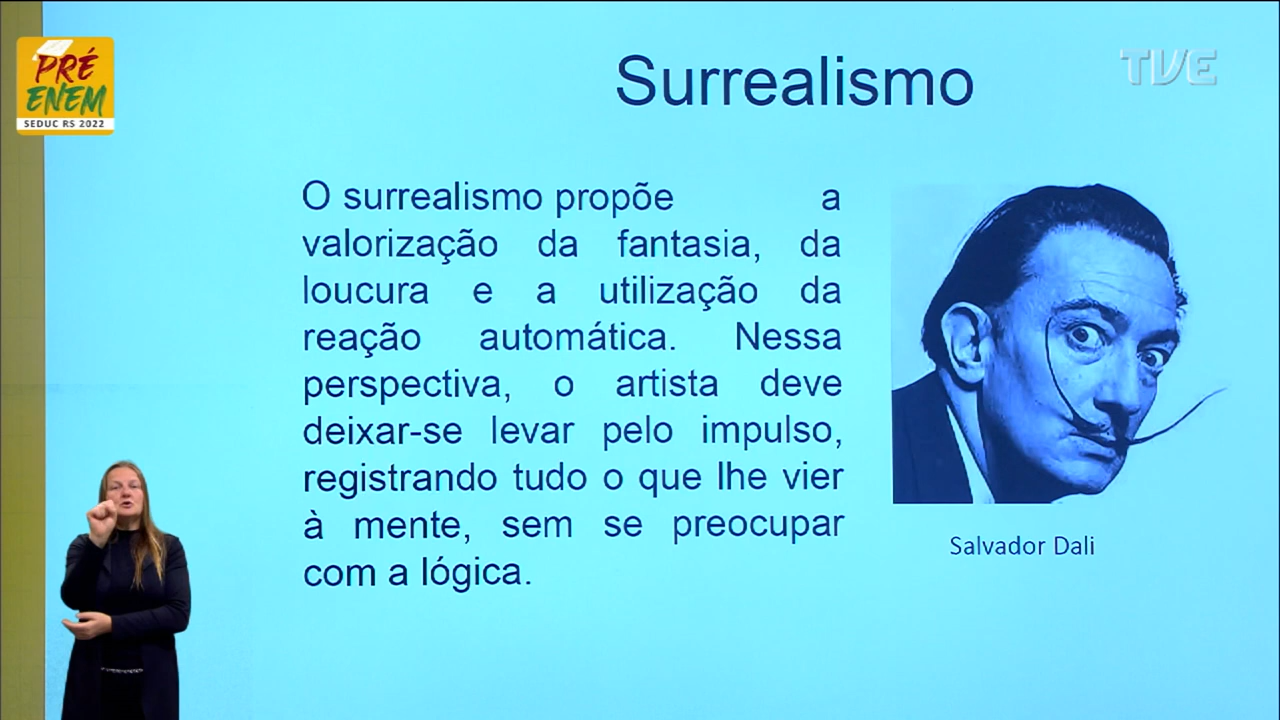 PRÉ
ENEM
SEDUC RS 2022
Surrealismo
TVE
O surrealismo propõe a
valorização da fantasia, da
loucura e a utilização da
reação automática. Nessa
perspectiva, o artista deve
deixar-se levar pelo impulso,
registrando tudo o que lhe vier
à mente, sem se preocupar
com a lógica.
Salvador Dali